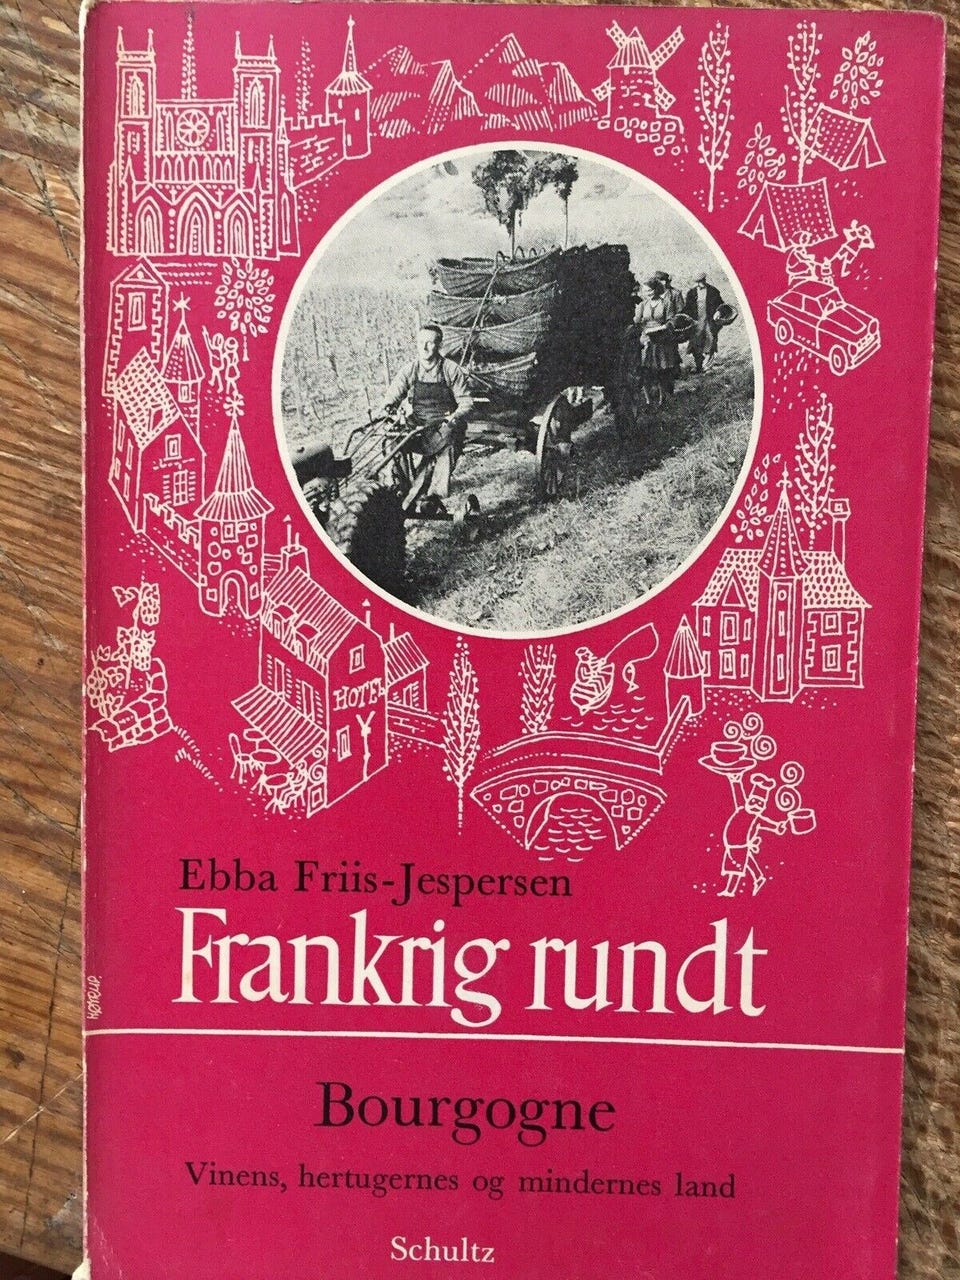 HOTEL
Ebba Friis-Jespersen
Frankrig rundt
Bourgogne
Vinens, hertugernes og mindernes land
Schultz